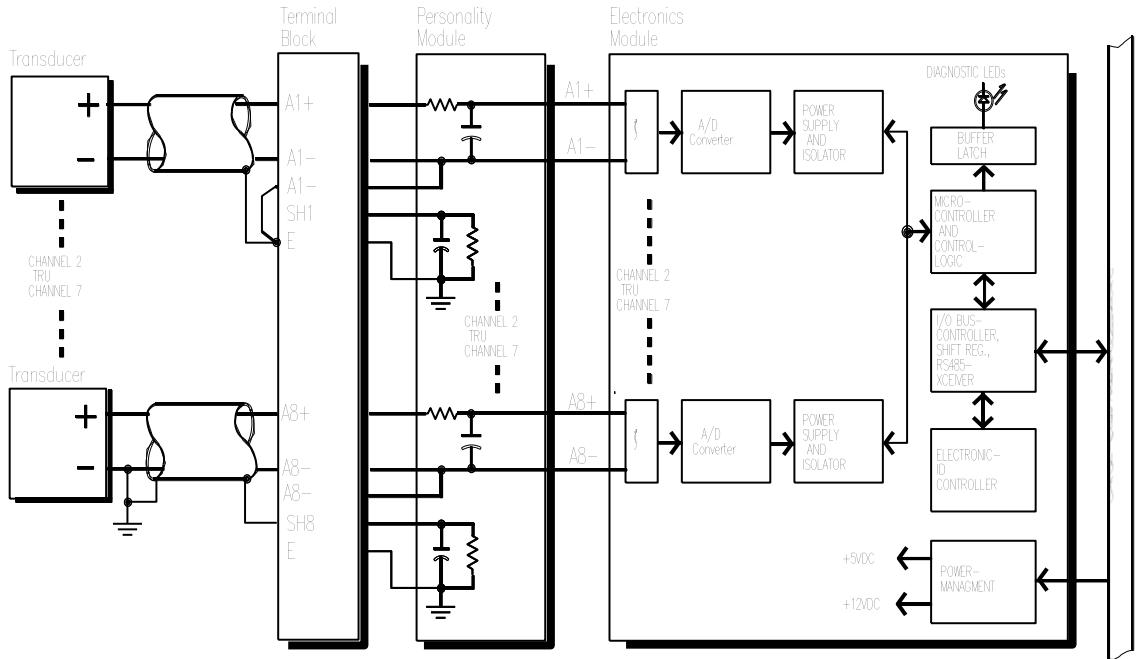 Terminal
Block
Personality
Module
Electronics
Module
Transducer
+
−
A1+
A1−
A1−
SH1
E
CHANNEL 2
TRU
CHANNEL 7
CHANNEL 2
TRU
CHANNEL 7
A1+
A1−
A/D
Converter
POWER
SUPPLY
AND
ISOLATOR
CHANNEL 2
TRU
CHANNEL 7
DIAGNOSTIC LEDs
BUFFER
LATCH
MICRO-
CONTROLLER
AND
CONTROL-
LOGIC
I/O BUS-
CONTROLLER,
SHIFT REG.,
RS485-
XCEIVER
ELECTRONIC-
ID
CONTROLLER
Transducer
+
−
A8+
A8−
A8−
SH8
E
A8+
A8−
A/D
Converter
POWER
SUPPLY
AND
ISOLATOR
+5VDC
+12VDC
POWER-
MANAGMENT